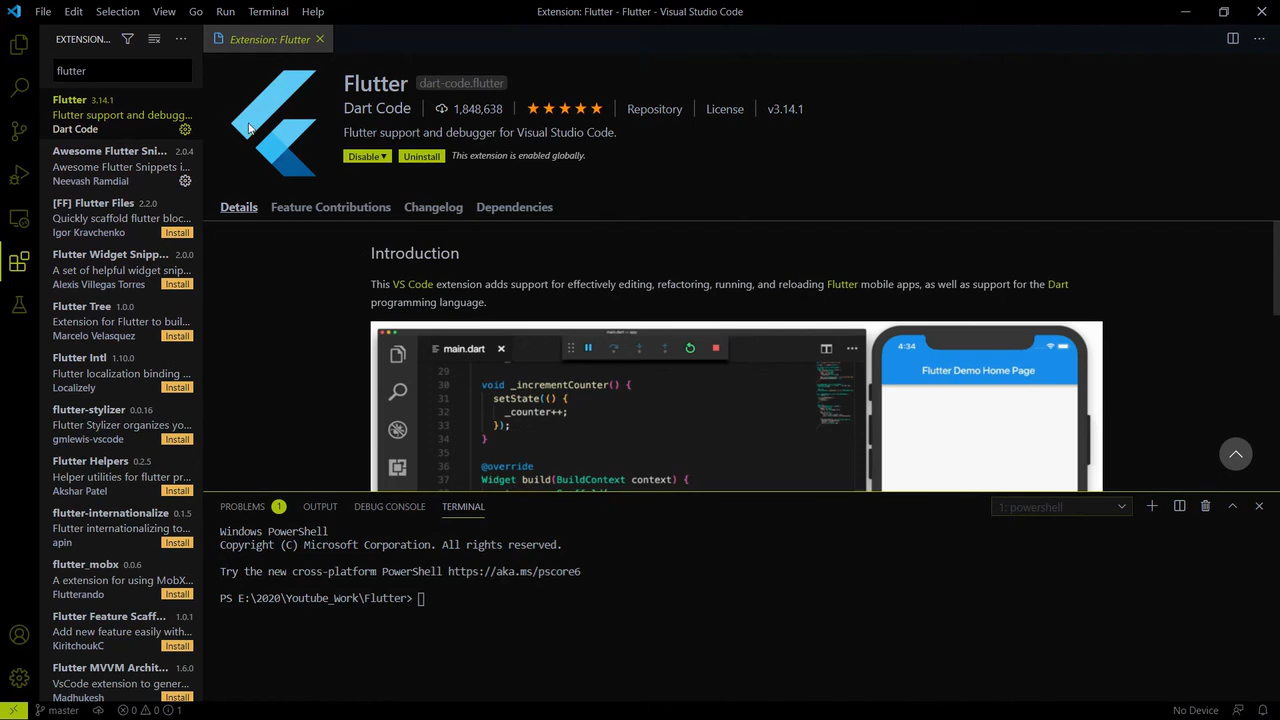 File Edit Selection View Go Run Terminal Help
Extension: Flutter - Flutter - Visual Studio Code
EXTENSION...
flutter
Flutter 3.14.1
Flutter support and debugg...
Dart Code
Awesome Flutter Sni... 2.0.4
Awesome Flutter Snippets i...
Neevash Ramdial
[FF] Flutter Files 2.2.0
Quickly scaffold flutter bloc...
Igor Kravchenko Install
Flutter Widget Snipp... 2.0.0
A set of helpful widget snip...
Alexis Villegas Torres Install
Flutter Tree 1.0.0
Extension for Flutter to buil...
Marcelo Velasquez Install
Flutter Intl 1.10.0
Flutter localization binding ...
Localizely Install
flutter-stylizer 0.0.16
Flutter Stylizer organizes yo...
gmlewis-vscode Install
Flutter Helpers 0.2.5
Helper utilities for flutter pr...
Akshar Patel Install
flutter-internationalize 0.1.5
Flutter internationalizing to...
apin Install
flutter_mobx 0.0.6
A extension for using MobX...
Flutterando Install
Flutter Feature Scaff... 1.0.1
Add new feature easily with...
KiritchoukC Install
Flutter MVVM Archit... 1.6.0
VsCode extension to gener...
Madhukesh Install
Extension: Flutter
Flutter dart-code.flutter
Dart Code 1,848,638 Repository License v3.14.1
Flutter support and debugger for Visual Studio Code.
Disable Uninstall This extension is enabled globally.
Details Feature Contributions Changelog Dependencies
Introduction
This VS Code extension adds support for effectively editing, refactoring, running, and reloading Flutter mobile apps, as well as support for the Dart
programming language.
main.dart
29
30 void _incrementCounter() {
31 setState(() {
32 _counter++;
33 });
34 }
35
36 @override
37 Widget build(BuildContext context) {
4:34
Flutter Demo Home Page
PROBLEMS 1 OUTPUT DEBUG CONSOLE TERMINAL 1: powershell
Windows PowerShell
Copyright (C) Microsoft Corporation. All rights reserved.
Try the new cross-platform PowerShell https://aka.ms/pscore6
PS E:\2020\Youtube_Work\Flutter>
master 0 0 1 No Device